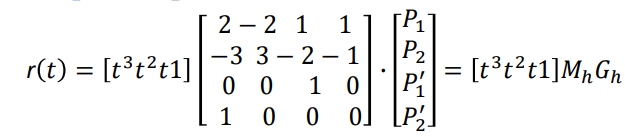 r(t) = [t³t²t1] [2 − 2 1 1; −3 3 − 2 − 1; 0 0 1 0; 1 0 0 0] · [P₁; P₂; P′₁; P′₂] = [t³t²t1]MₕGₕ